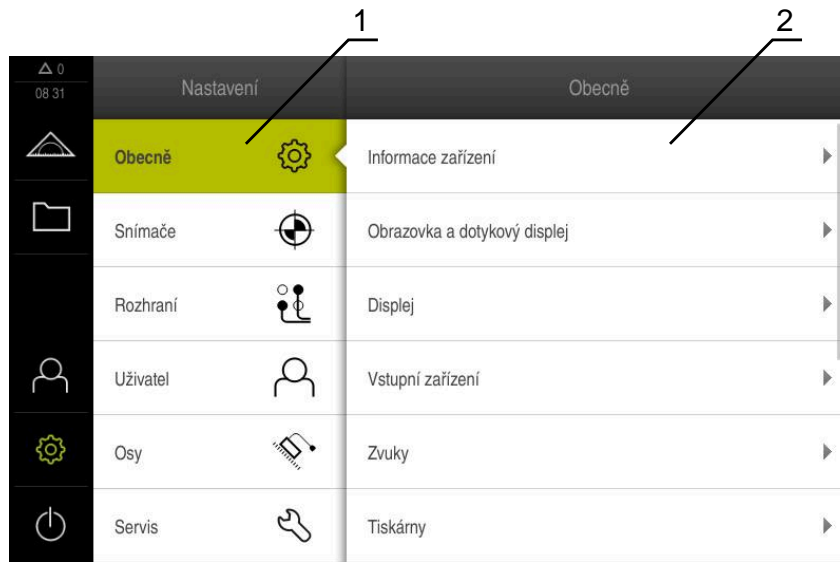 1
2
0
08 31
Nastavení
Obecně
Obecně
Snímače
Rozhraní
Uživatel
Osy
Servis
Informace zařízení
Obrazovka a dotykový displej
Displej
Vstupní zařízení
Zvuky
Tiskárny